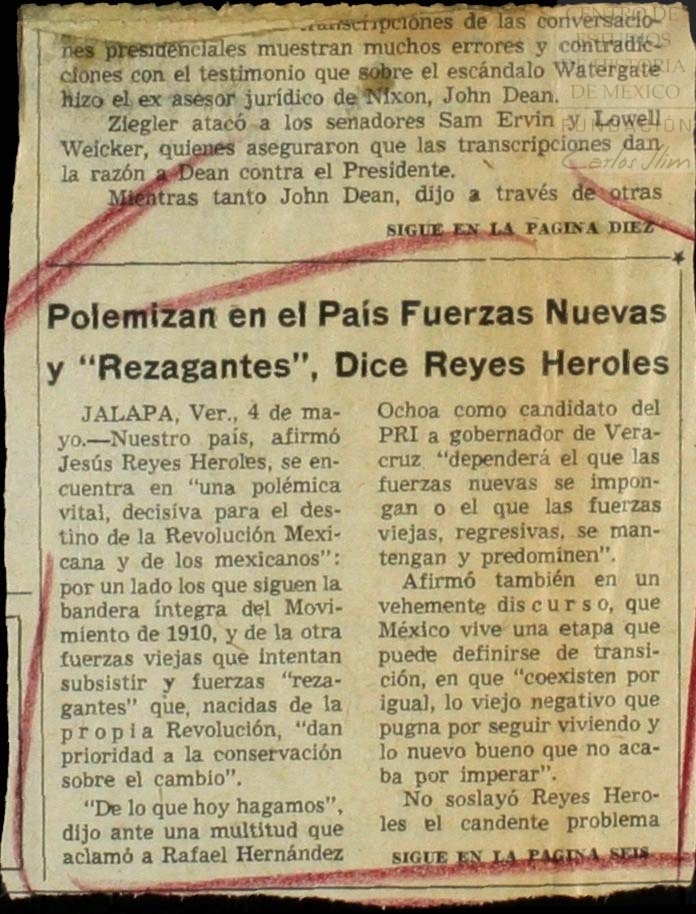 transcripciones de las conversacio-
nes presidenciales muestran muchos errores y contradic-
ciones con el testimonio que sobre el escándalo Watergate
hizo el ex asesor jurídico de Nixon, John Dean.
Ziegler atacó a los senadores Sam Ervin y Lowell
Weicker, quienes aseguraron que las transcripciones dan
la razón a Dean contra el Presidente.
Mientras tanto John Dean, dijo a través de otras
SIGUE EN LA PAGINA DIEZ
CENTRO DE
ESTUDIOS
DE HISTORIA
DE MEXICO
FUNDACIÓN
Carlos Slim
Polemizan en el País Fuerzas Nuevas
y "Rezagantes", Dice Reyes Heroles
JALAPA, Ver., 4 de ma-
yo.—Nuestro país, afirmó
Jesús Reyes Heroles, se en-
cuentra en "una polémica
vital, decisiva para el des-
tino de la Revolución Mexi-
cana y de los mexicanos":
por un lado los que siguen la
bandera íntegra del Movi-
miento de 1910, y de la otra
fuerzas viejas que intentan
subsistir y fuerzas "reza-
gantes" que, nacidas de la
propia Revolución, "dan
prioridad a la conservación
sobre el cambio".
"De lo que hoy hagamos",
dijo ante una multitud que
aclamó a Rafael Hernández
Ochoa como candidato del
PRI a gobernador de Vera-
cruz "dependerá el que las
fuerzas nuevas se impon-
gan o el que las fuerzas
viejas, regresivas, se man-
tengan y predominen".
Afirmó también en un
vehemente discurso, que
México vive una etapa que
puede definirse de transi-
ción, en que "coexisten por
igual, lo viejo negativo que
pugna por seguir viviendo y
lo nuevo bueno que no aca-
ba por imperar".
No soslayó Reyes Hero-
les el candente problema
SIGUE EN LA PAGINA SEIS